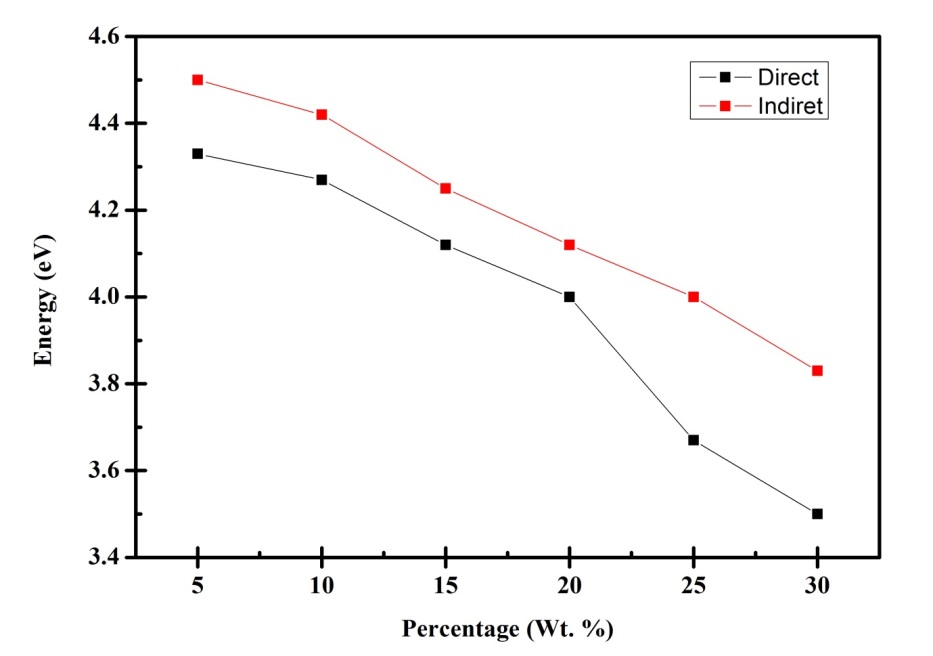 4.6
4.4
4.2
4.0
3.8
3.6
3.4
Energy (eV)
Direct
Indiret
5 10 15 20 25 30
Percentage (Wt. %)